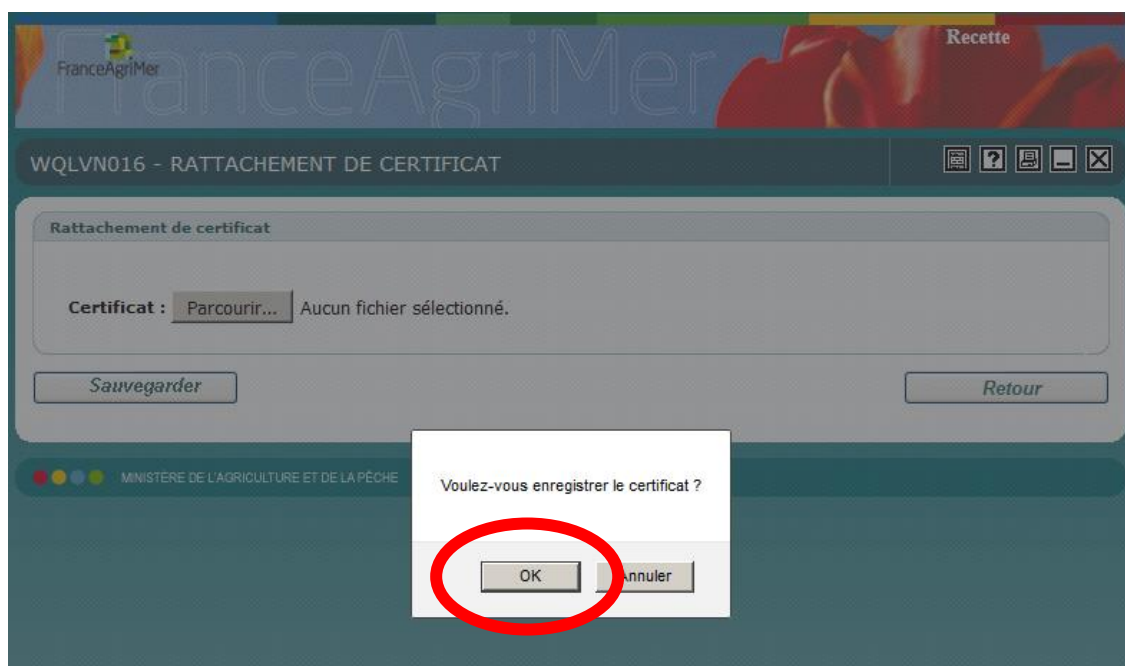 FranceAgriMer
FranceAgriMer
Recette
WQLVN016 - RATTACHEMENT DE CERTIFICAT
Rattachement de certificat
Certificat : Parcourir... Aucun fichier sélectionné.
Sauvegarder
Retour
MINISTÈRE DE L'AGRICULTURE ET DE LA PÊCHE
Voulez-vous enregistrer le certificat ?
OK
Annuler